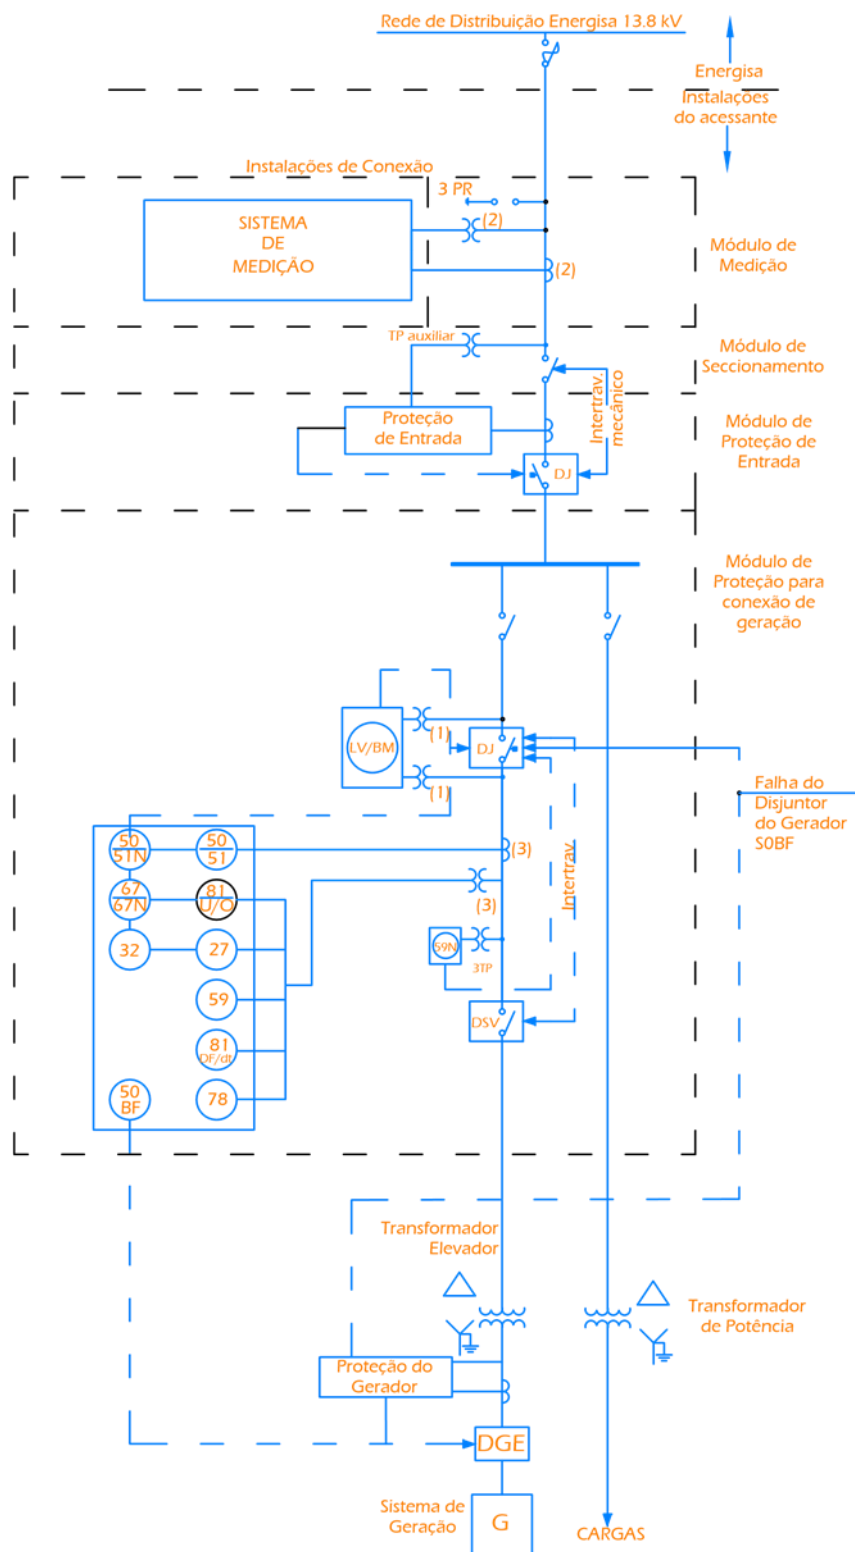 Rede de Distribuição Energisa 13.8 kV
Energisa
Instalações
do acessante
Instalações de Conexão
3 PR
SISTEMA
DE
MEDIÇÃO
(2)
(2)
Módulo de
Medição
TP auxiliar
Módulo de
Seccionamento
Intertrav.
mecânico
Proteção
de Entrada
DJ
Módulo de
Proteção de
Entrada
Módulo de
Proteção para
conexão de
geração
LV/BM
(1)
DJ
(1)
Falha do
Disjuntor
do Gerador
S0BF
Intertrav
50
51N
50
51
(3)
67
67N
81
U/O
(3)
32
27
59N
3TP
59
DSV
81
DF/dt
50
BF
78
Transformador
Elevador
Transformador
de Potência
Proteção do
Gerador
DGE
Sistema de
Geração
G
CARGAS